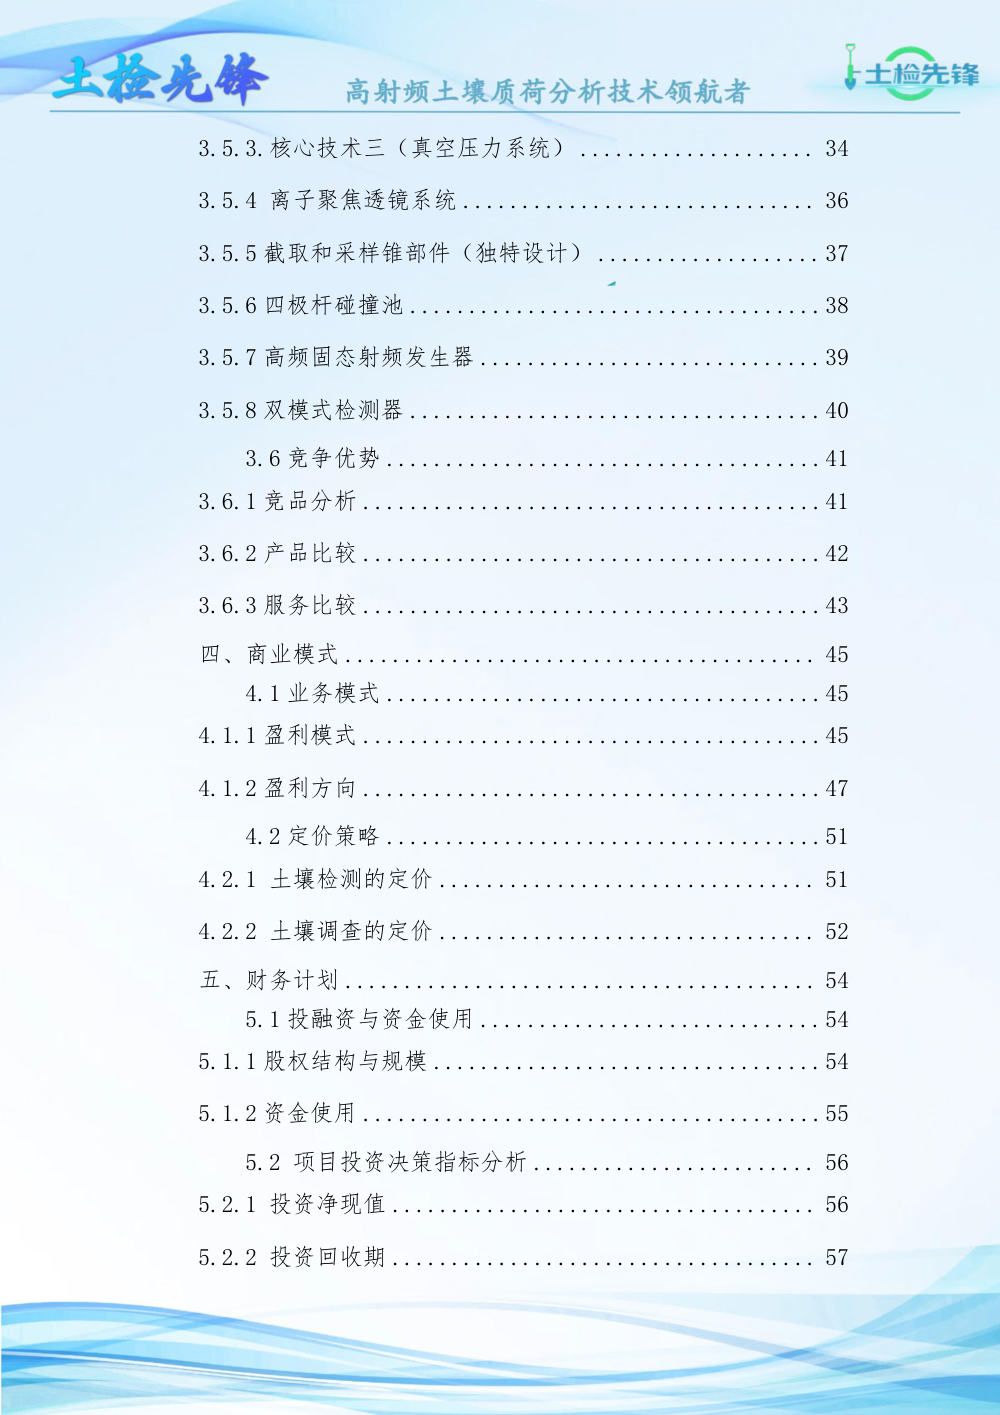 土检先锋
高射频土壤质荷分析技术领航者
土检先锋
3.5.3.核心技术三（真空压力系统）.................... 34
3.5.4 离子聚焦透镜系统.............................. 36
3.5.5截取和采样锥部件（独特设计）...................37
3.5.6四极杆碰撞池...................................38
3.5.7高频固态射频发生器.............................39
3.5.8双模式检测器...................................40
3.6竞争优势.....................................41
3.6.1竞品分析.......................................41
3.6.2产品比较.......................................42
3.6.3服务比较.......................................43
四、商业模式........................................ 45
4.1业务模式.....................................45
4.1.1盈利模式.......................................45
4.1.2盈利方向.......................................47
4.2定价策略.....................................51
4.2.1 土壤检测的定价................................ 51
4.2.2 土壤调查的定价................................ 52
五、财务计划........................................ 54
5.1投融资与资金使用.............................54
5.1.1股权结构与规模.................................54
5.1.2资金使用.......................................55
5.2 项目投资决策指标分析........................ 56
5.2.1 投资净现值.................................... 56
5.2.2 投资回收期.................................... 57